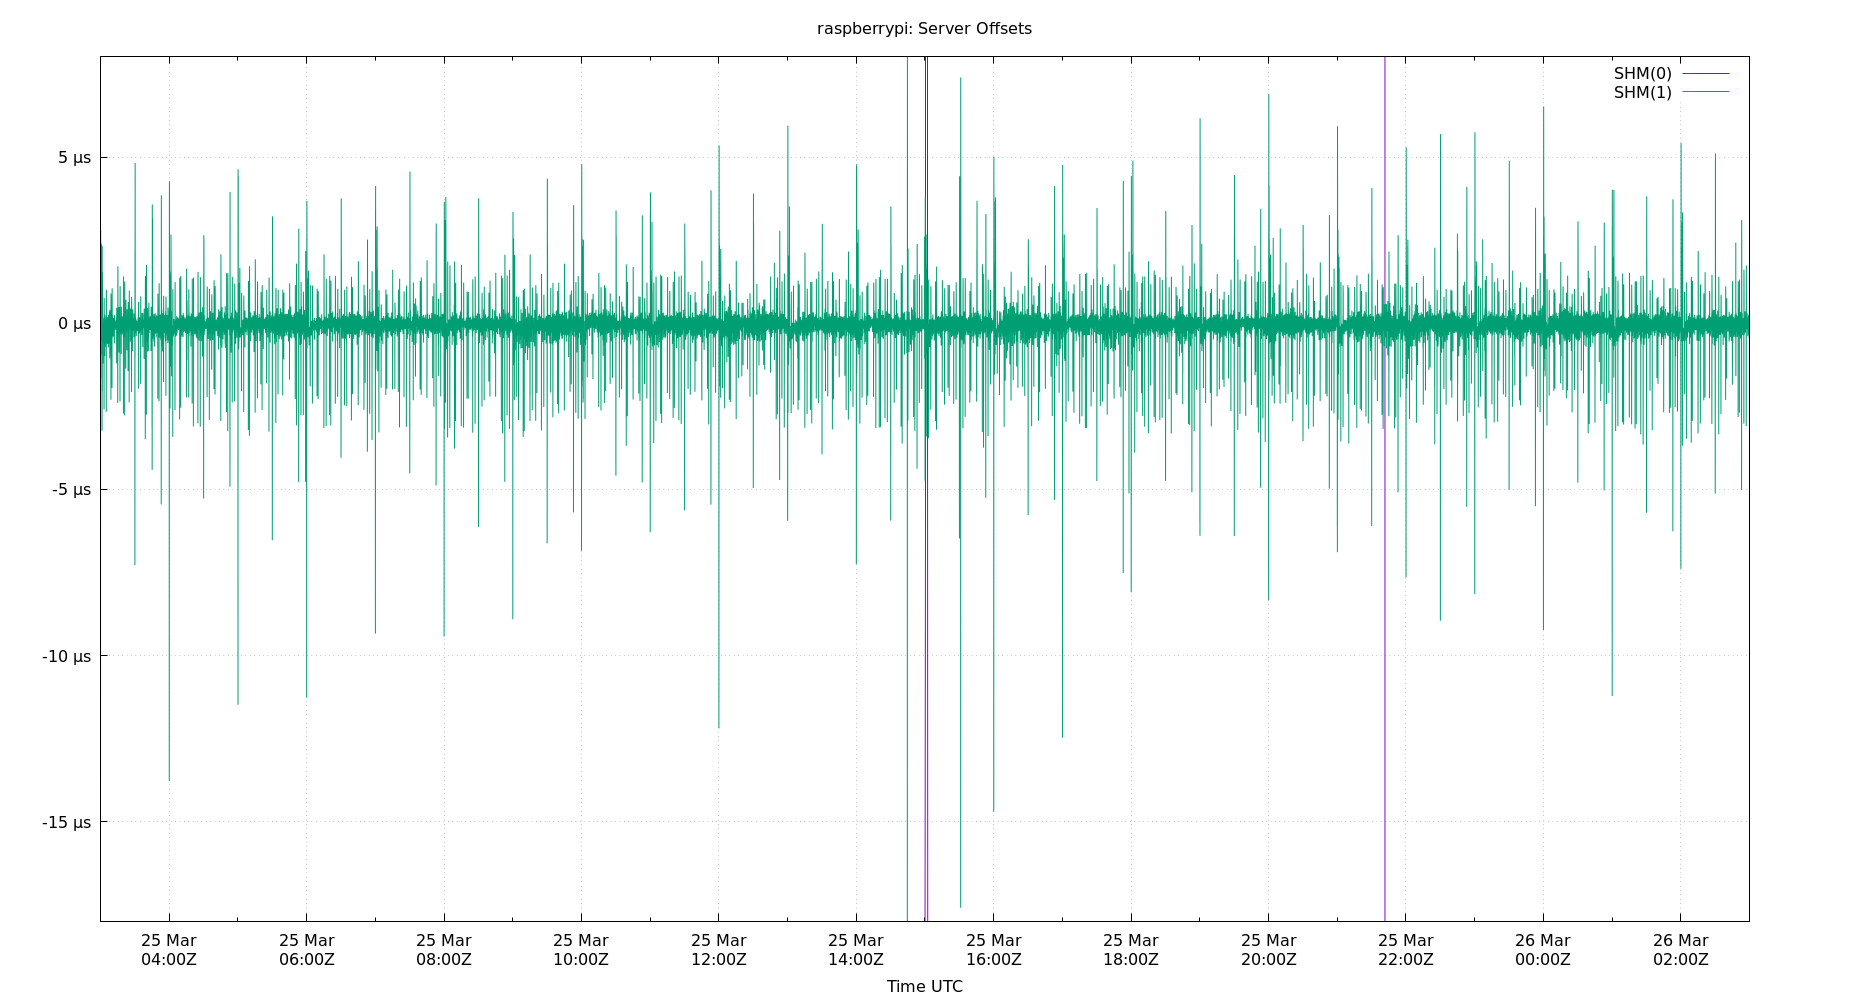 raspberrypi: Server Offsets
SHM(0)
SHM(1)
5 µs
0 µs
-5 µs
-10 µs
-15 µs
25 Mar 25 Mar 25 Mar 25 Mar 25 Mar 25 Mar 25 Mar 25 Mar 25 Mar 25 Mar 26 Mar 26 Mar
04:00Z 06:00Z 08:00Z 10:00Z 12:00Z 14:00Z 16:00Z 18:00Z 20:00Z 22:00Z 00:00Z 02:00Z
Time UTC